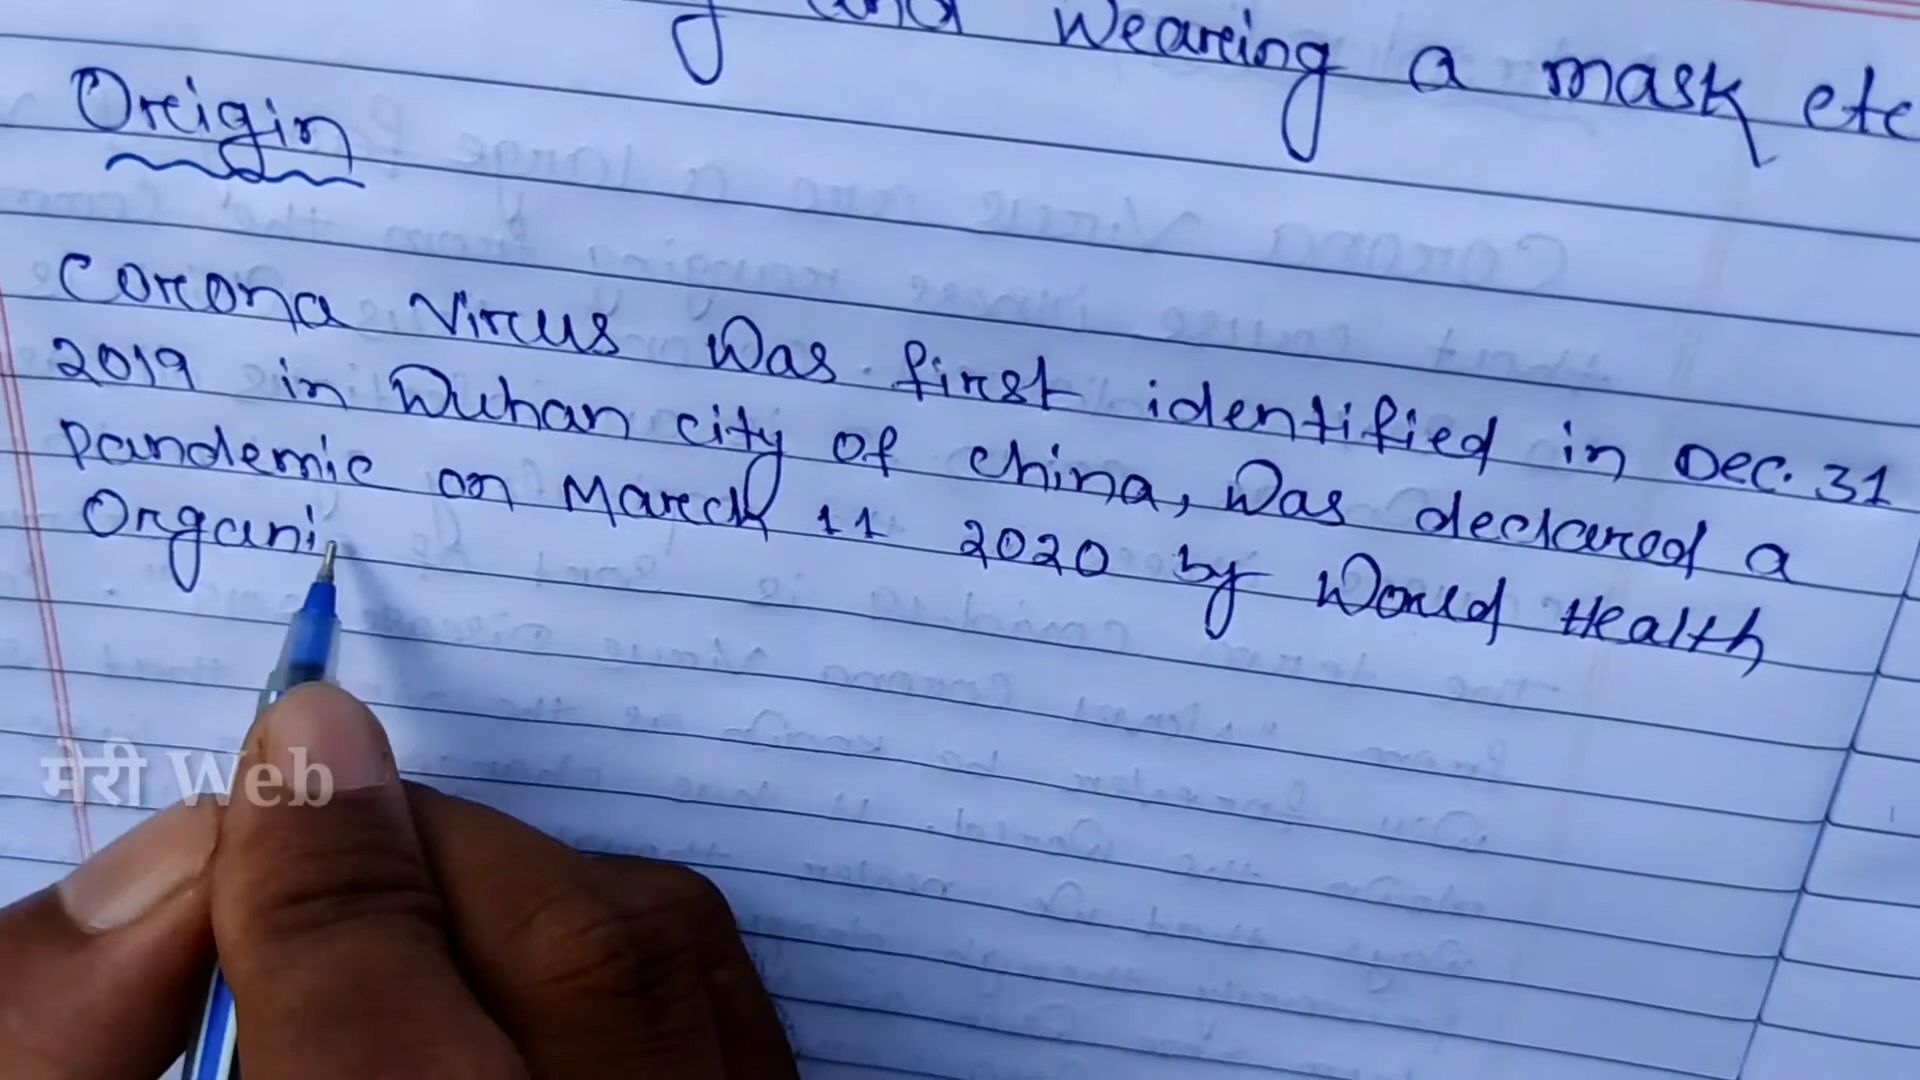 and Wearing a mask etc
Origin
Corona Virus Was first identified in Dec. 31
2019 in Wuhan city of china, Was declared a
pandemic on March 11 2020 by World Health
Organi
मेरी Web